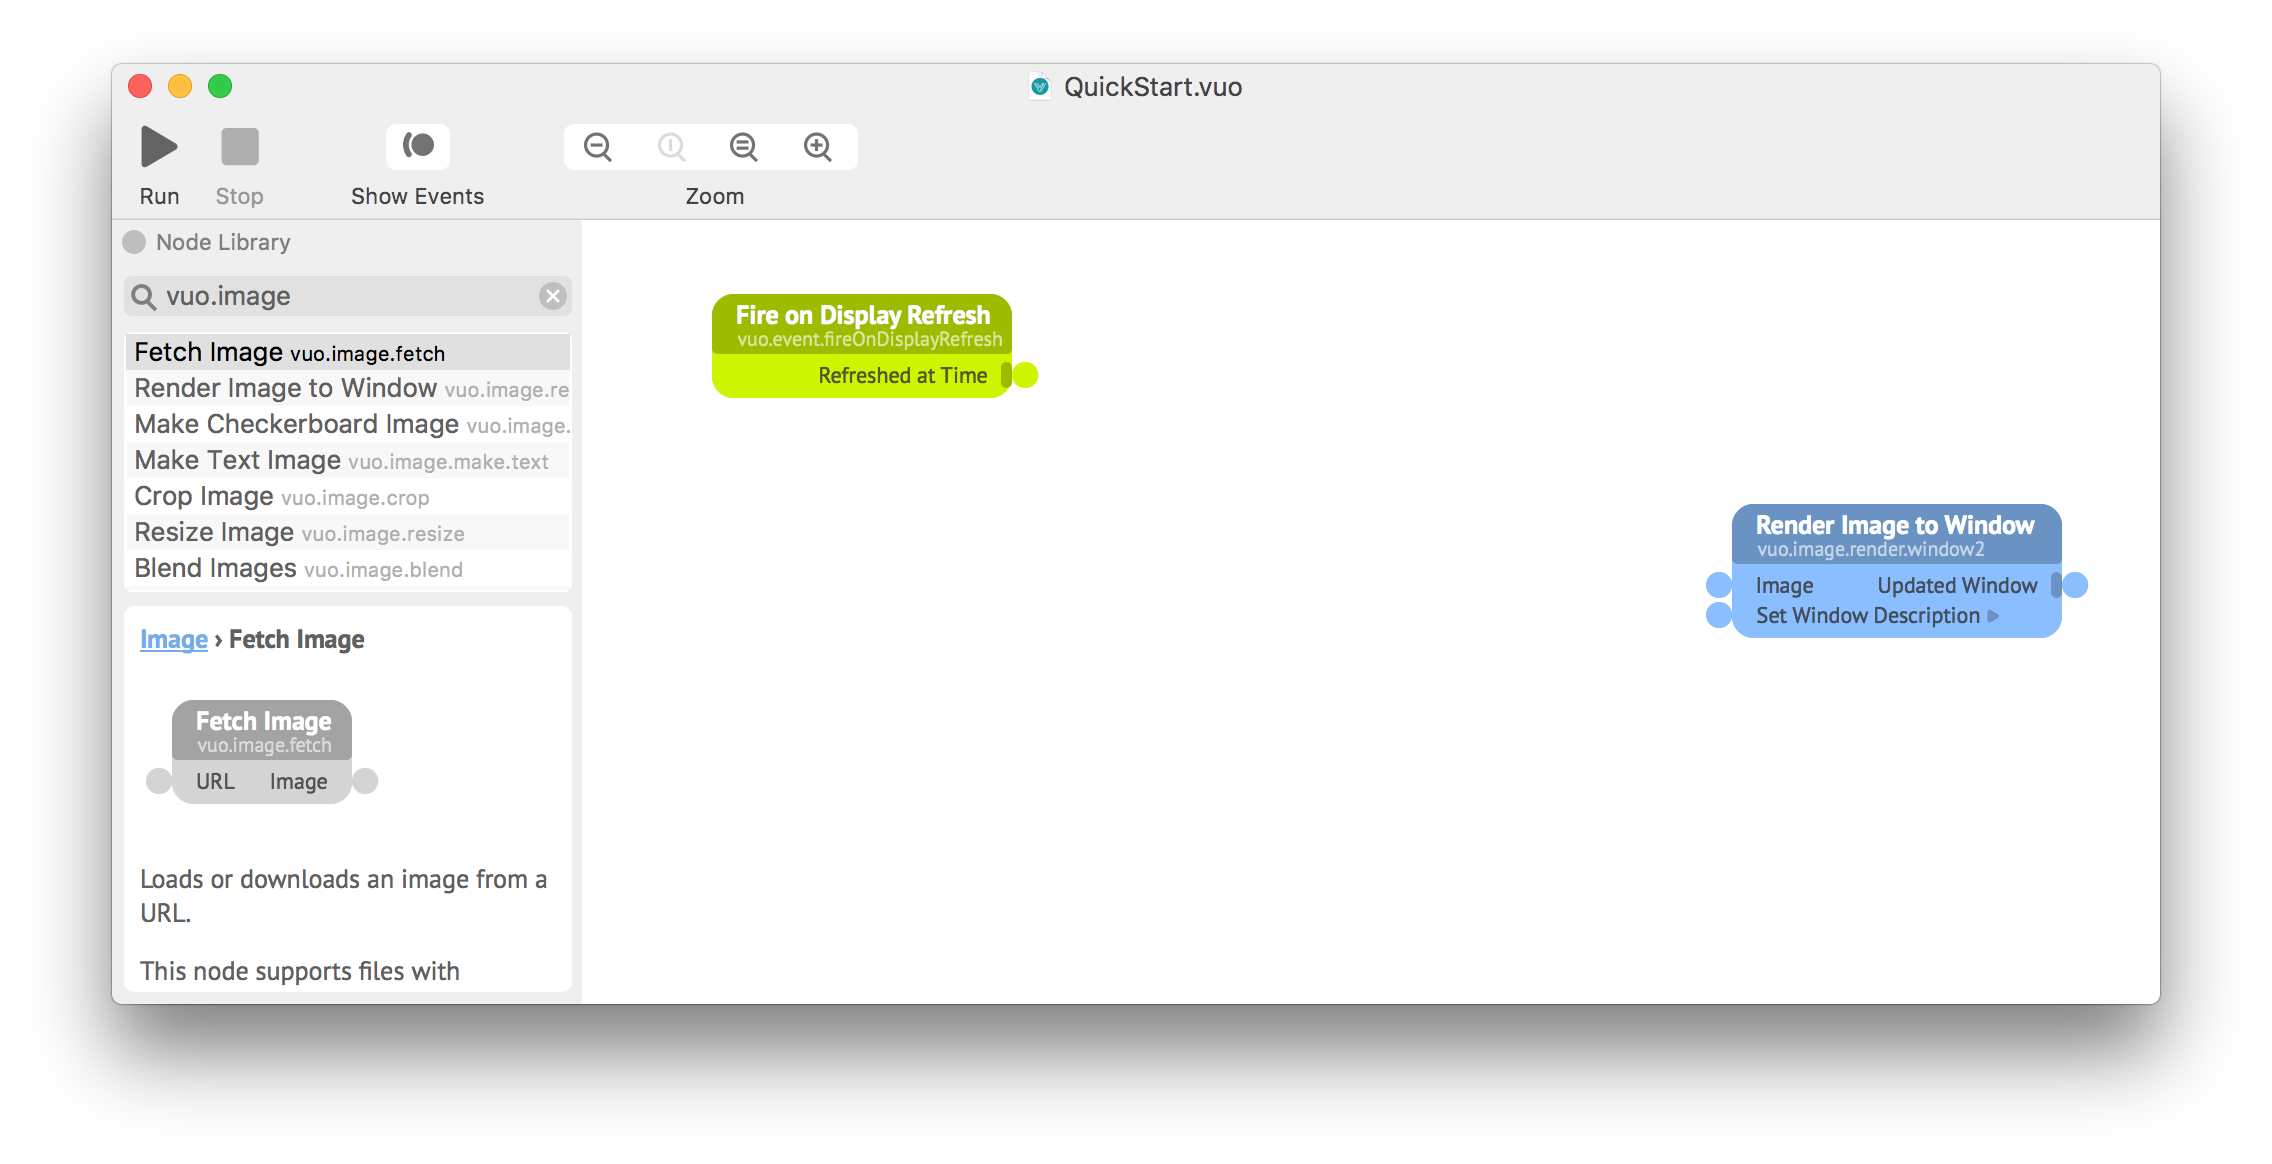 QuickStart.vuo
Run
Stop
Show Events
Zoom
Node Library
vuo.image
Fetch Image vuo.image.fetch
Render Image to Window vuo.image.re
Make Checkerboard Image vuo.image.
Make Text Image vuo.image.make.text
Crop Image vuo.image.crop
Resize Image vuo.image.resize
Blend Images vuo.image.blend
Image › Fetch Image
Fetch Image
vuo.image.fetch
URL Image
Loads or downloads an image from a
URL.
This node supports files with
Fire on Display Refresh
vuo.event.fireOnDisplayRefresh
Refreshed at Time
Render Image to Window
vuo.image.render.window2
Image Updated Window
Set Window Description